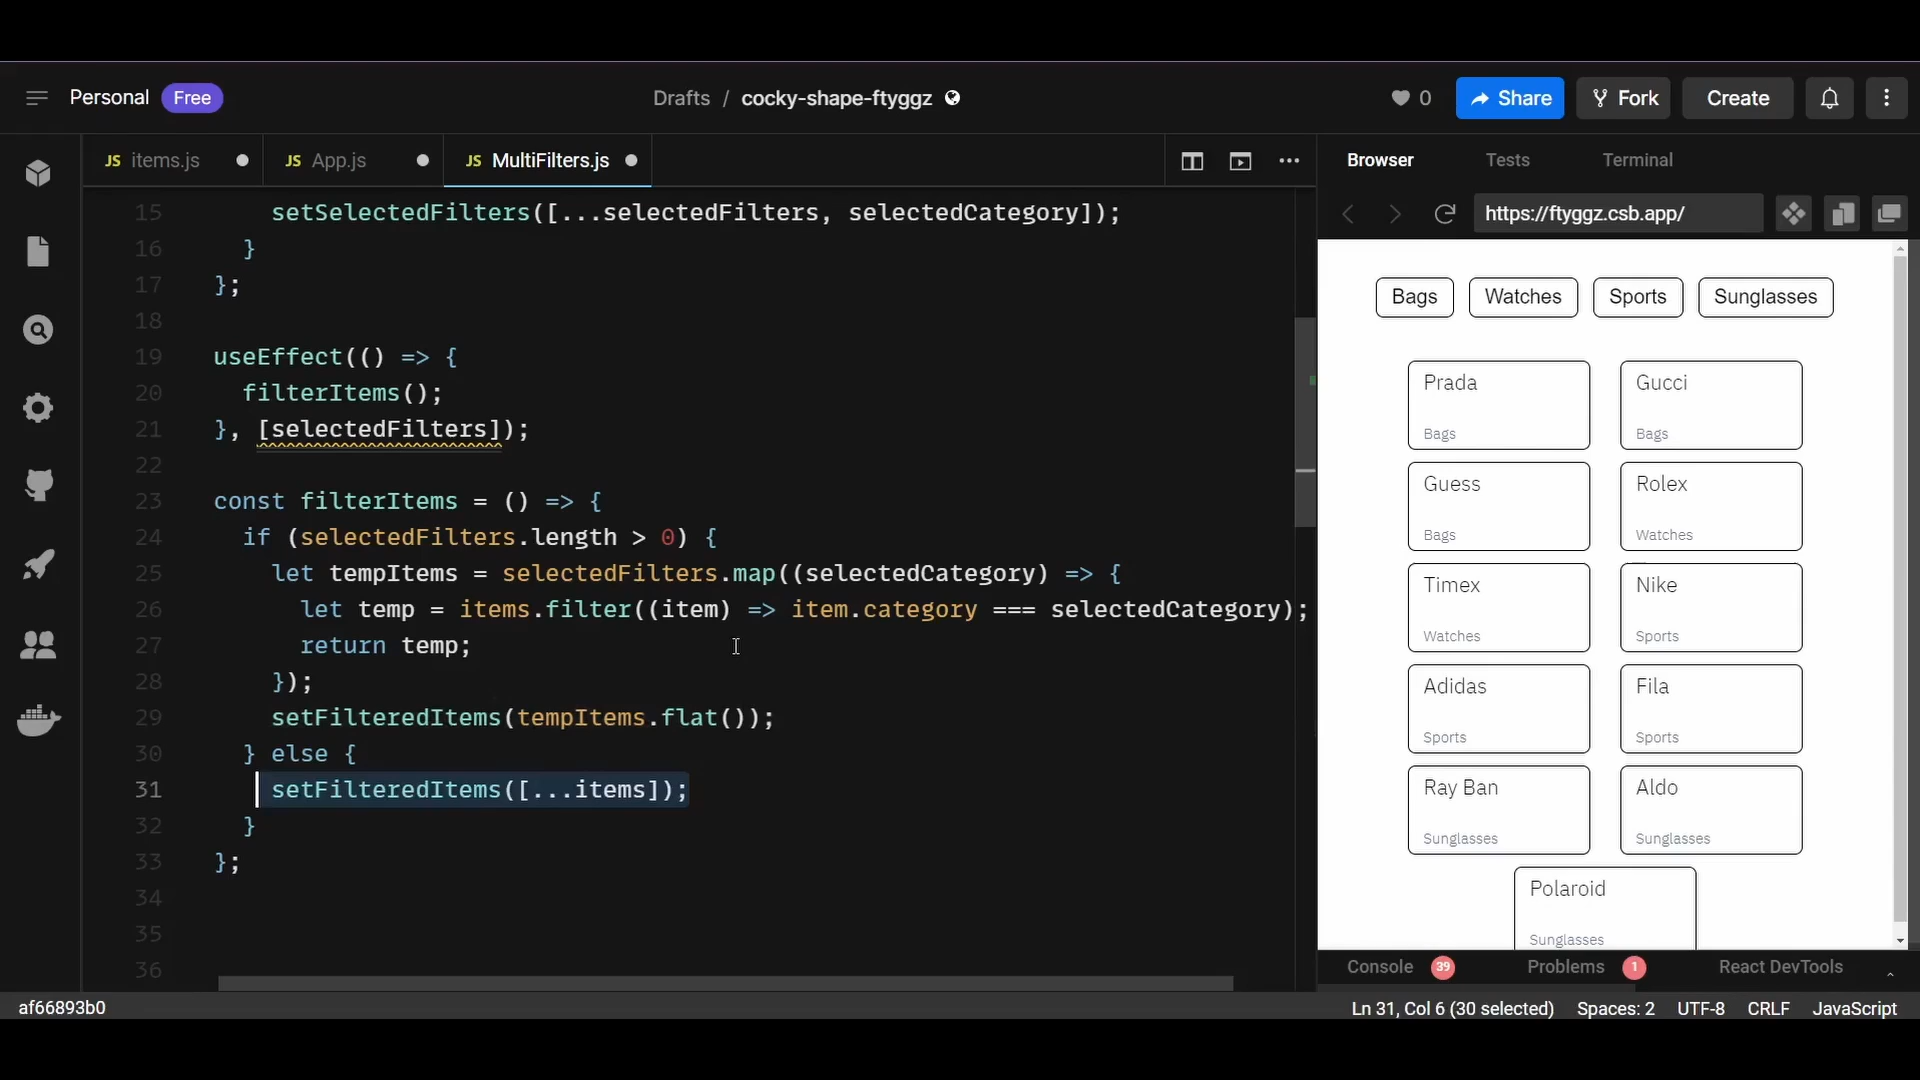 Personal Free
Drafts / cocky-shape-ftyggz
0 Share Fork Create
JS items.js JS App.js JS MultiFilters.js
15 setSelectedFilters([...selectedFilters, selectedCategory]);
16 }
17 };
18
19 useEffect(() => {
20 filterItems();
21 }, [selectedFilters]);
22
23 const filterItems = () => {
24 if (selectedFilters.length > 0) {
25 let tempItems = selectedFilters.map((selectedCategory) => {
26 let temp = items.filter((item) => item.category === selectedCategory);
27 return temp;
28 });
29 setFilteredItems(tempItems.flat());
30 } else {
31 setFilteredItems([...items]);
32 }
33 };
34
35
36
Browser Tests Terminal
https://ftyggz.csb.app/
Bags Watches Sports Sunglasses
Prada
Bags
Gucci
Bags
Guess
Bags
Rolex
Watches
Timex
Watches
Nike
Sports
Adidas
Sports
Fila
Sports
Ray Ban
Sunglasses
Aldo
Sunglasses
Polaroid
Sunglasses
Console 39 Problems 1 React DevTools
af66893b0 Ln 31, Col 6 (30 selected) Spaces: 2 UTF-8 CRLF JavaScript